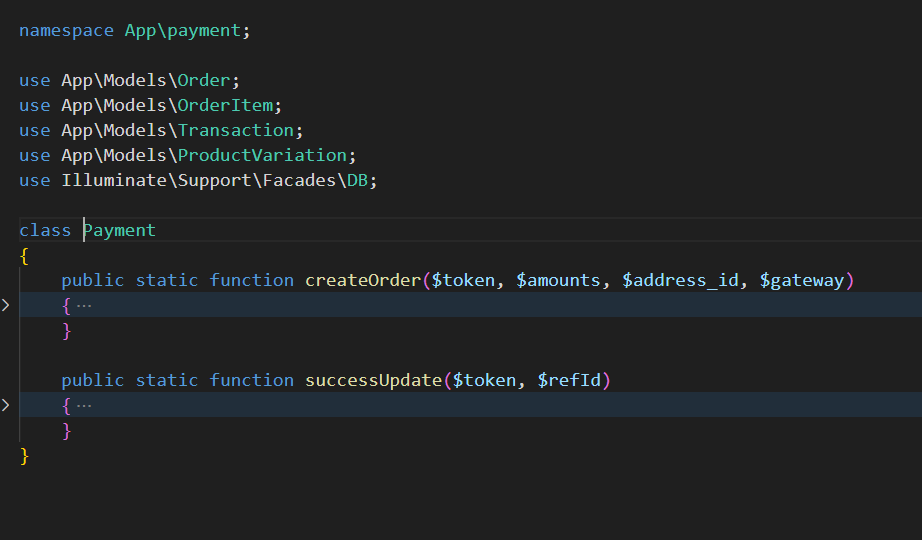 namespace App\payment;
use App\Models\Order;
use App\Models\OrderItem;
use App\Models\Transaction;
use App\Models\ProductVariation;
use Illuminate\Support\Facades\DB;
class Payment
{
    public static function createOrder($token, $amounts, $address_id, $gateway)
    { ...
    }
    public static function successUpdate($token, $refId)
    { ...
    }
}